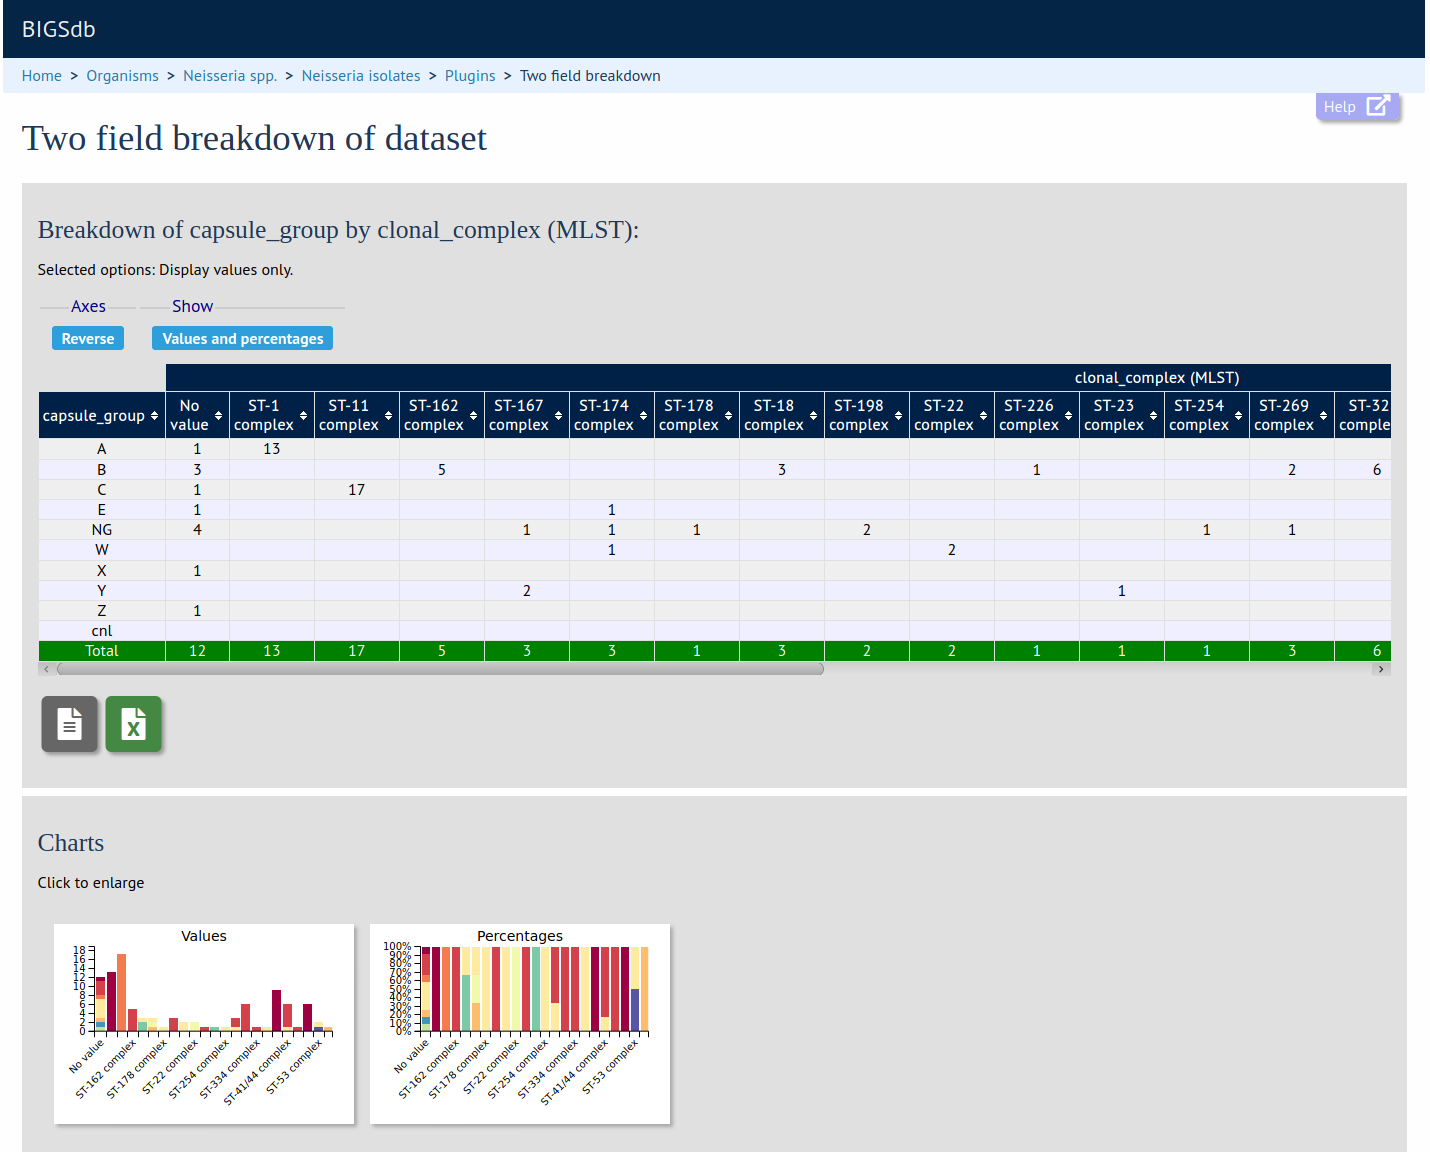 BIGSdb
Home > Organisms > Neisseria spp. > Neisseria isolates > Plugins > Two field breakdown
Help
Two field breakdown of dataset
Breakdown of capsule_group by clonal_complex (MLST):
Selected options: Display values only.
Axes Show
Reverse Values and percentages
clonal_complex (MLST)
capsule_group No value ST-1 complex ST-11 complex ST-162 complex ST-167 complex ST-174 complex ST-178 complex ST-18 complex ST-198 complex ST-22 complex ST-226 complex ST-23 complex ST-254 complex ST-269 complex ST-32 comple
A 1 13
B 3 5 3 1 2 6
C 1 17
E 1 1
NG 4 1 1 1 2 1 1
W 1 2
X 1
Y 2 1
Z 1
cnl
Total 12 13 17 5 3 3 1 3 2 2 1 1 1 3 6
Charts
Click to enlarge
Values
18
16
14
12
10
8
6
4
2
0
No value ST-162 complex ST-178 complex ST-22 complex ST-254 complex ST-334 complex ST-41/44 complex ST-53 complex
Percentages
100%
90%
80%
70%
60%
50%
40%
30%
20%
10%
0%
No value ST-162 complex ST-178 complex ST-22 complex ST-254 complex ST-334 complex ST-41/44 complex ST-53 complex